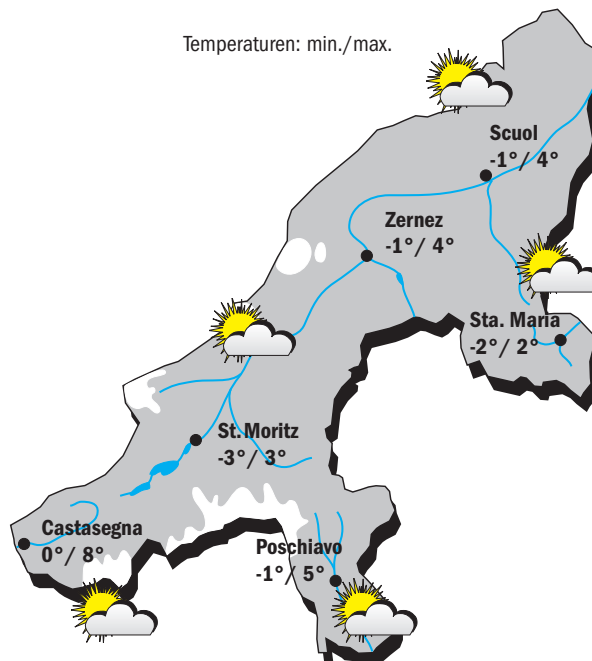 Temperaturen: min./max.
Scuol
-1°/ 4°
Zernez
-1°/ 4°
Sta. Maria
-2°/ 2°
St. Moritz
-3°/ 3°
Castasegna
0°/ 8°
Poschiavo
-1°/ 5°